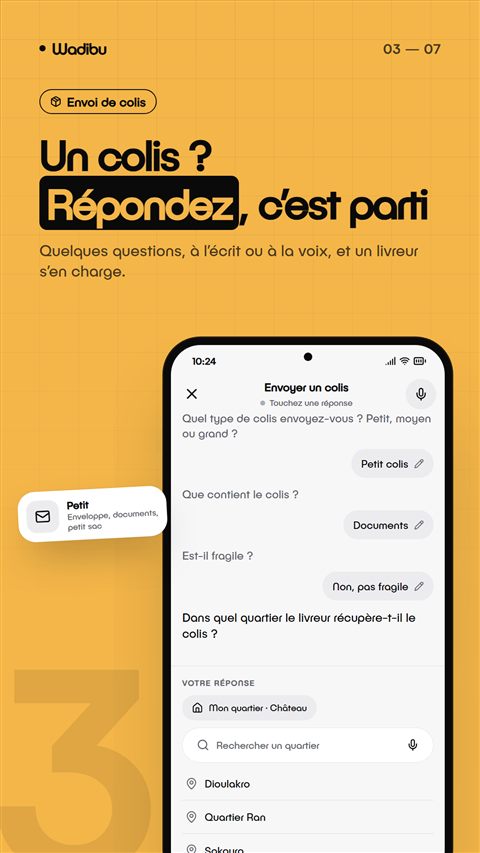 Wadibu
03 — 07
Envoi de colis
Un colis ?
Répondez, c'est parti
Quelques questions, à l'écrit ou à la voix, et un livreur
s'en charge.
10:24
Envoyer un colis
Touchez une réponse
Quel type de colis envoyez-vous ? Petit, moyen
ou grand ?
Petit colis
Que contient le colis ?
Petit
Enveloppe, documents,
petit sac
Documents
Est-il fragile ?
Non, pas fragile
Dans quel quartier le livreur récupère-t-il le
colis ?
VOTRE RÉPONSE
Mon quartier · Château
Rechercher un quartier
Dioulakro
Quartier Ran
Sokoura
3